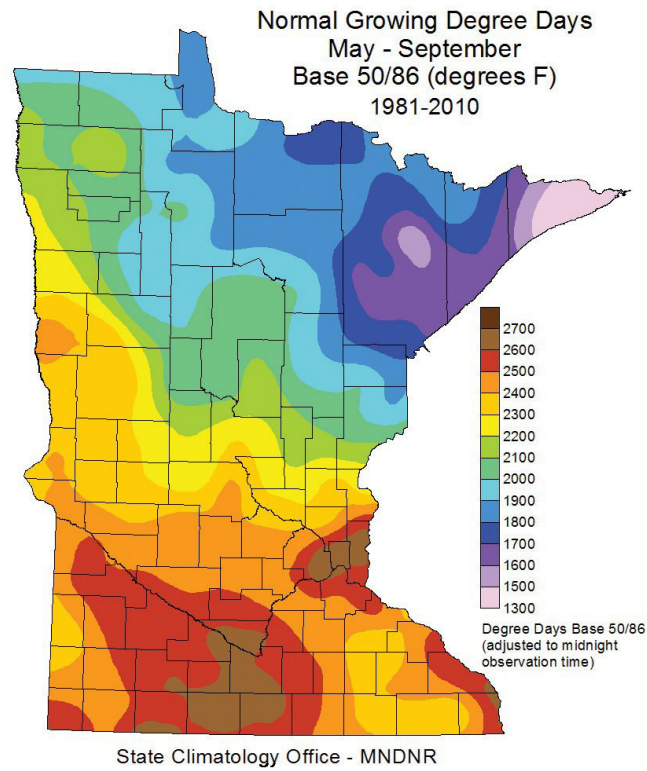 Normal Growing Degree Days
May - September
Base 50/86 (degrees F)
1981-2010
2700
2600
2500
2400
2300
2200
2100
2000
1900
1800
1700
1600
1500
1300
Degree Days Base 50/86
(adjusted to midnight
observation time)
State Climatology Office - MNDNR